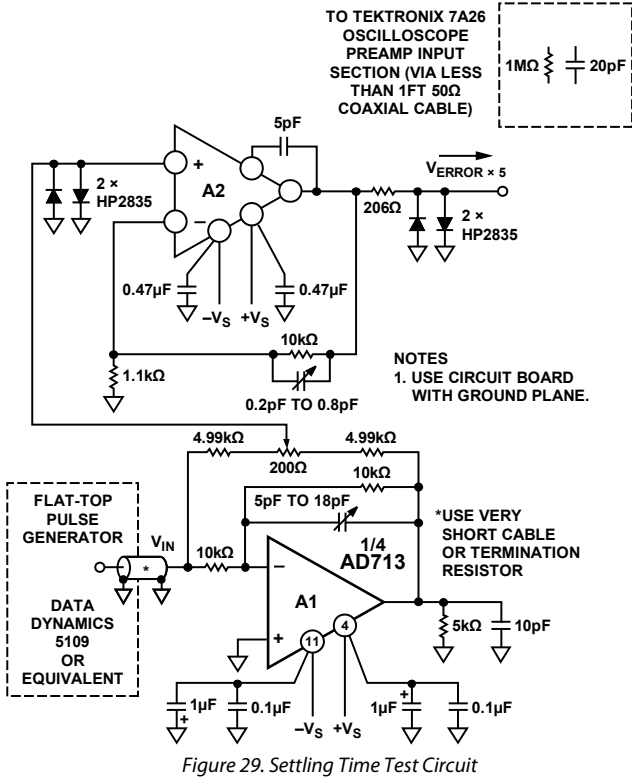 TO TEKTRONIX 7A26
OSCILLOSCOPE
PREAMP INPUT
SECTION (VIA LESS
THAN 1FT 50Ω
COAXIAL CABLE)
1MΩ
20pF
5pF
+
A2
–
2 ×
HP2835
V_ERROR × 5
206Ω
2 ×
HP2835
0.47µF
0.47µF
–V_S
+V_S
10kΩ
1.1kΩ
0.2pF TO 0.8pF
NOTES
1. USE CIRCUIT BOARD
WITH GROUND PLANE.
4.99kΩ
4.99kΩ
200Ω
10kΩ
5pF TO 18pF
FLAT-TOP
PULSE
GENERATOR
V_IN
*
10kΩ
1/4
AD713
–
A1
+
11
4
*USE VERY
SHORT CABLE
OR TERMINATION
RESISTOR
DATA
DYNAMICS
5109
OR
EQUIVALENT
5kΩ
10pF
1µF
+
0.1µF
–V_S
+V_S
1µF
+
0.1µF
Figure 29. Settling Time Test Circuit